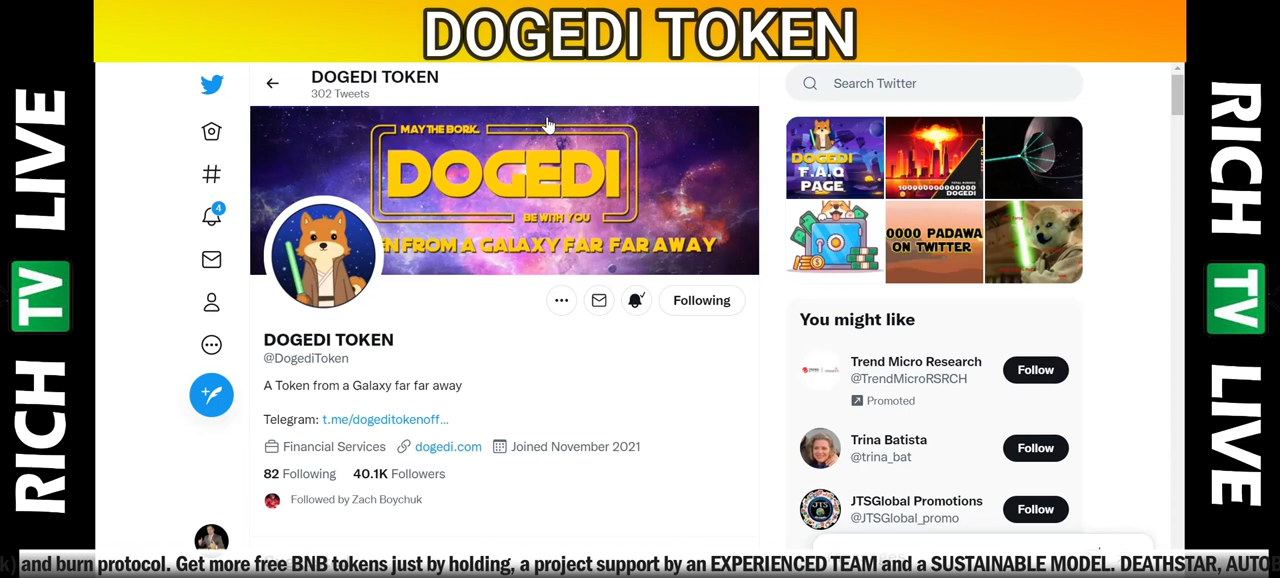 DOGEDI TOKEN
RICH TV LIVE
DOGEDI TOKEN
302 Tweets
Search Twitter
MAY THE BORK..
DOGEDI
BE WITH YOU
N FROM A GALAXY FAR FAR AWAY
DOGEDI
F.A.Q
PAGE
DOGEDI
0000 PADAWA
ON TWITTER
4
Following
DOGEDI TOKEN
@DogediToken
A Token from a Galaxy far far away
Telegram: t.me/dogeditokenoff...
Financial Services dogedi.com Joined November 2021
82 Following 40.1K Followers
Followed by Zach Boychuk
You might like
Trend Micro Research
@TrendMicroRSRCH
Follow
Promoted
Trina Batista
@trina_bat
Follow
JTSGlobal Promotions
@JTSGlobal_promo
Follow
JTS
RICH TV LIVE
k) and burn protocol. Get more free BNB tokens just by holding, a project support by an EXPERIENCED TEAM and a SUSTAINABLE MODEL. DEATHSTAR, AUTO